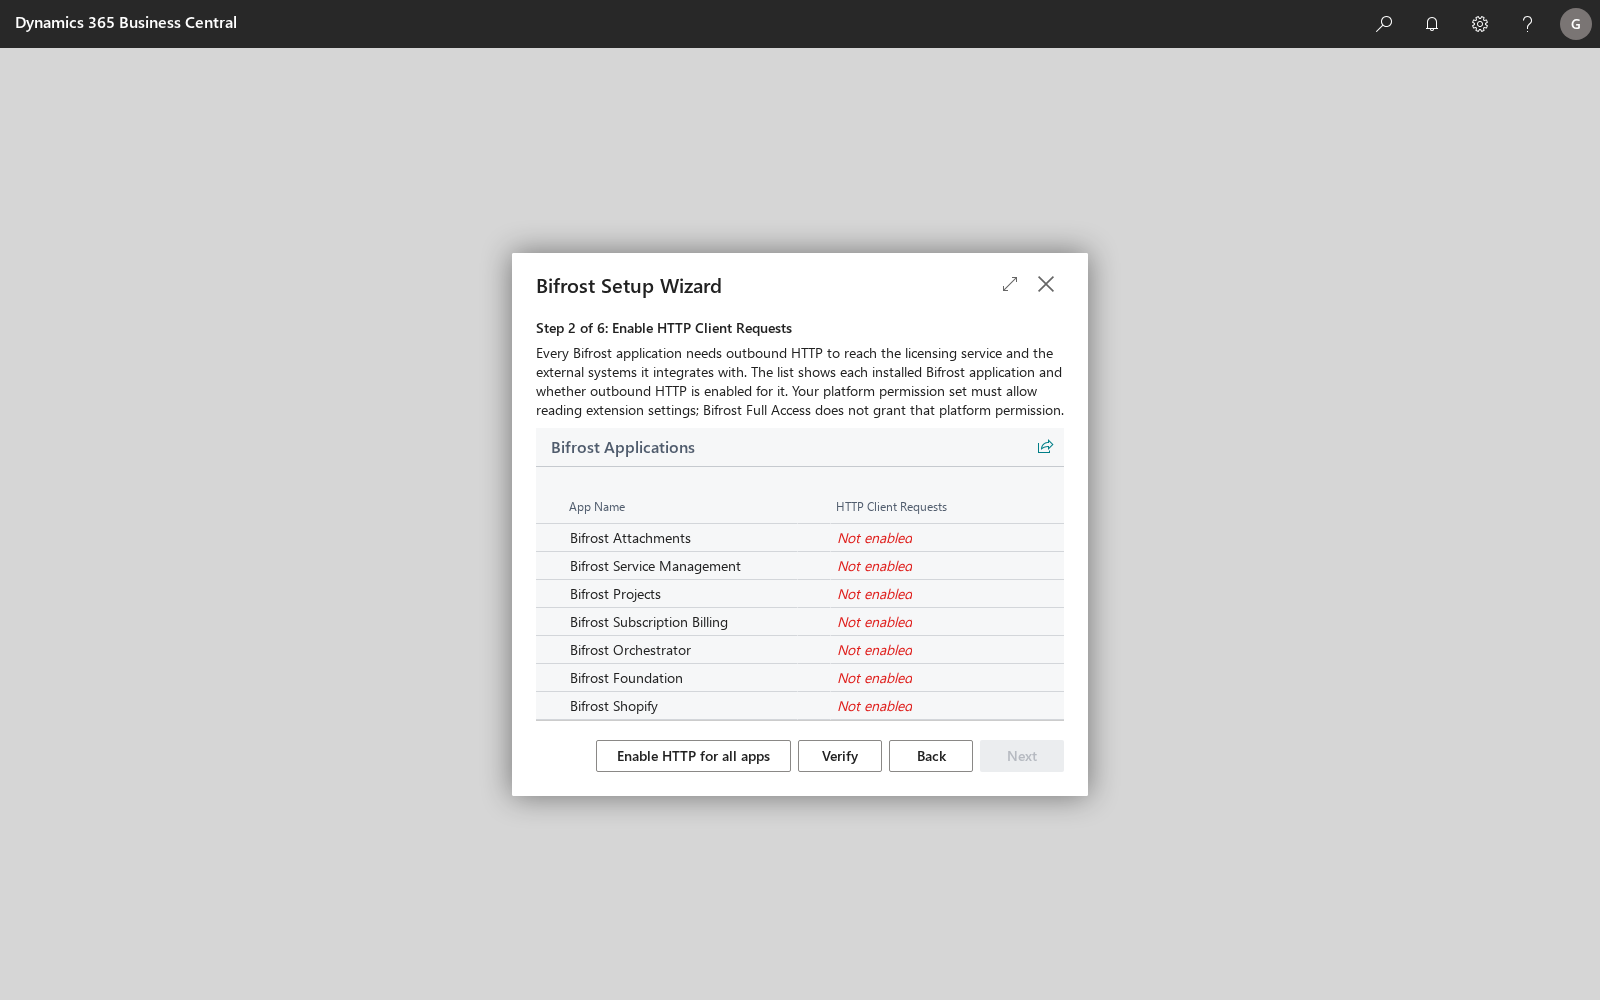 Dynamics 365 Business Central
G
Bifrost Setup Wizard
Step 2 of 6: Enable HTTP Client Requests
Every Bifrost application needs outbound HTTP to reach the licensing service and the
external systems it integrates with. The list shows each installed Bifrost application and
whether outbound HTTP is enabled for it. Your platform permission set must allow
reading extension settings; Bifrost Full Access does not grant that platform permission.
Bifrost Applications
App Name HTTP Client Requests
Bifrost Attachments Not enabled
Bifrost Service Management Not enabled
Bifrost Projects Not enabled
Bifrost Subscription Billing Not enabled
Bifrost Orchestrator Not enabled
Bifrost Foundation Not enabled
Bifrost Shopify Not enabled
Enable HTTP for all apps Verify Back Next